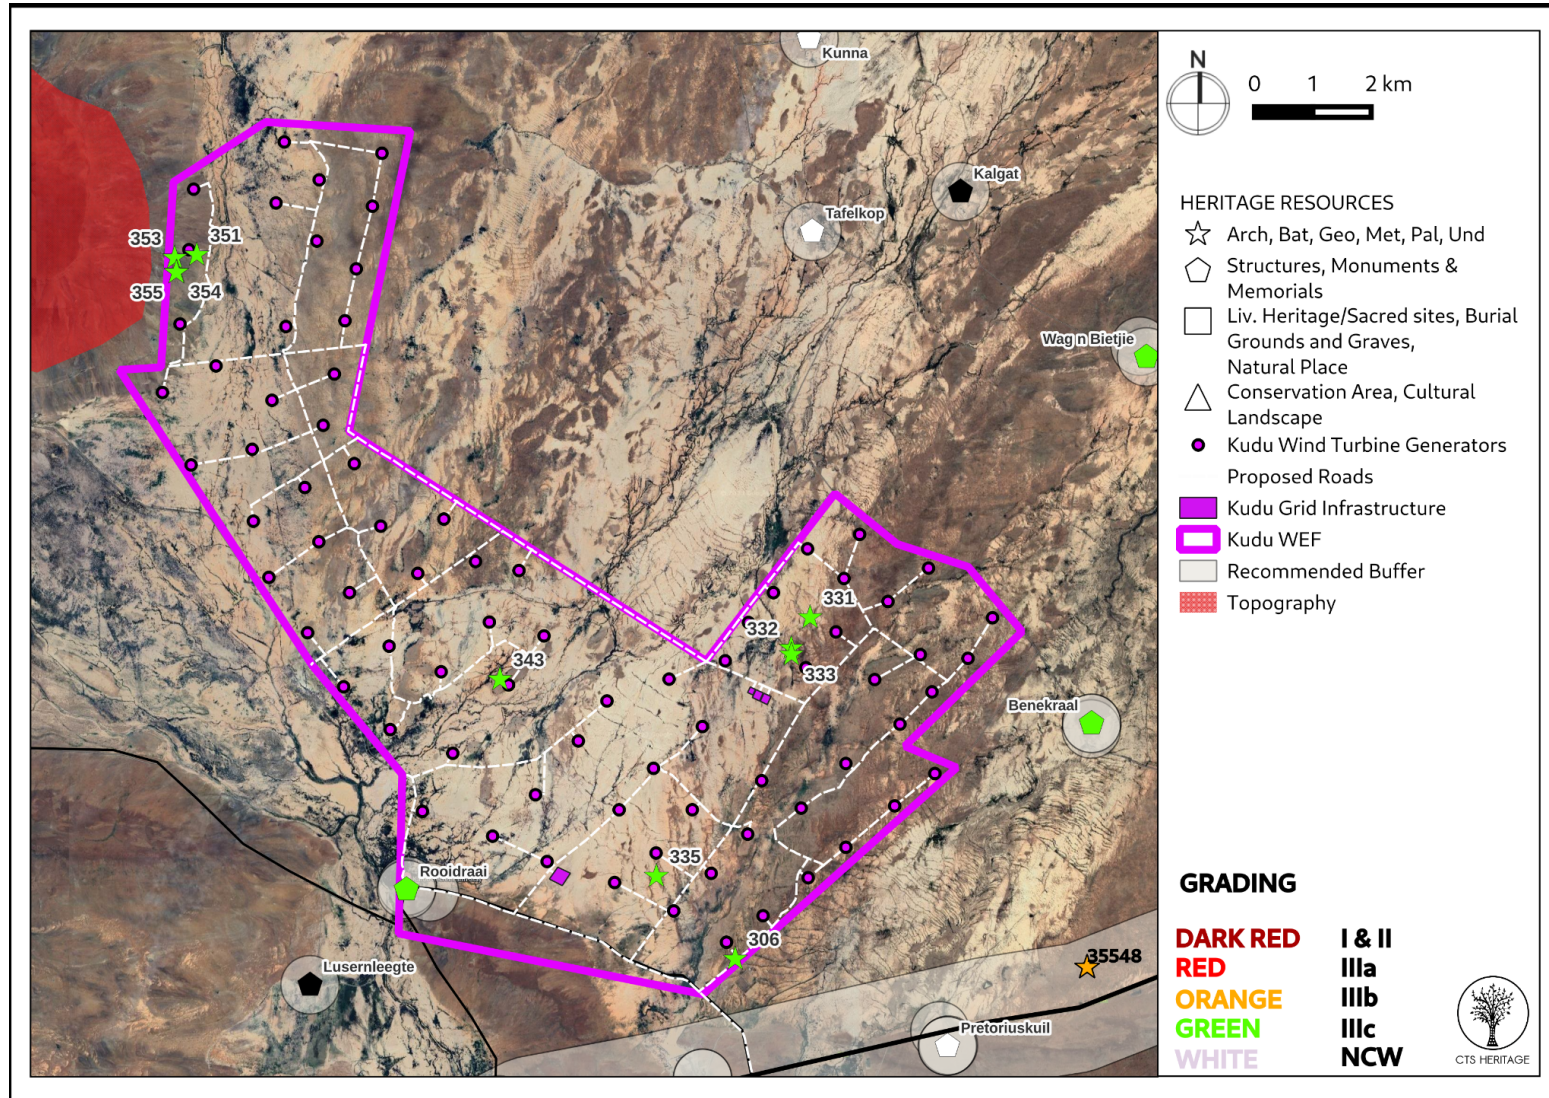 Kunna
Kalgat
Tafelkop
353
351
355
354
Wag n Bietjie
331
332
333
343
Benekraal
335
Rooidraai
306
35548
Lusernleegte
Pretoriuskuil
N
0 1 2 km
HERITAGE RESOURCES
Arch, Bat, Geo, Met, Pal, Und
Structures, Monuments &
Memorials
Liv. Heritage/Sacred sites, Burial
Grounds and Graves,
Natural Place
Conservation Area, Cultural
Landscape
Kudu Wind Turbine Generators
Proposed Roads
Kudu Grid Infrastructure
Kudu WEF
Recommended Buffer
Topography
GRADING
DARK RED I & II
RED IIIa
ORANGE IIIb
GREEN IIIc
WHITE NCW
CTS HERITAGE